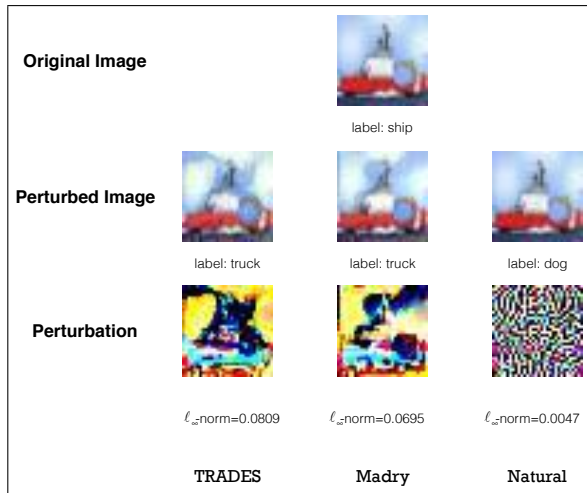 Original Image
label: ship
Perturbed Image
label: truck
label: truck
label: dog
Perturbation
ℓ∞-norm=0.0809
ℓ∞-norm=0.0695
ℓ∞-norm=0.0047
TRADES
Madry
Natural